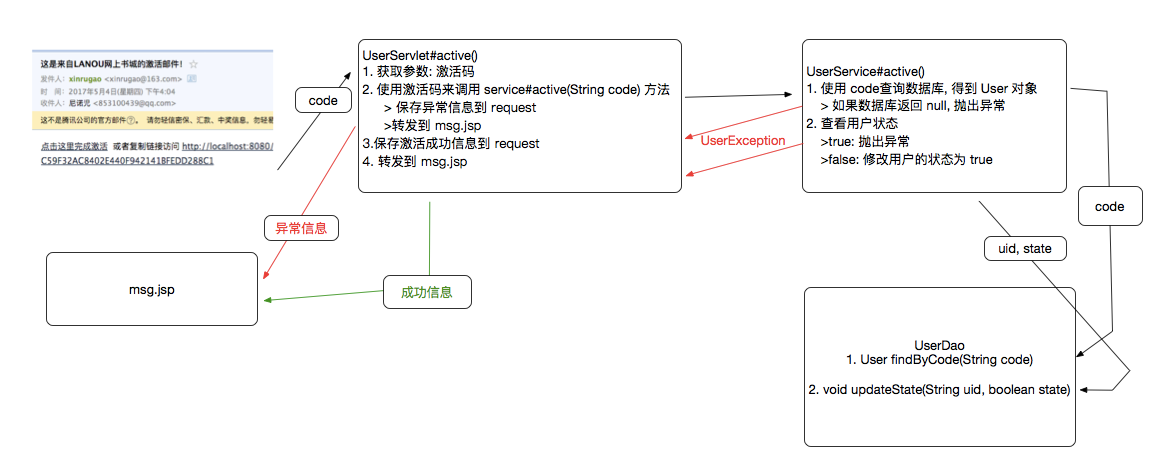 这是来自LANOU网上书城的激活邮件! ☆
发件人: xinrugao <xinrugao@163.com>
时 间: 2017年5月4日(星期四) 下午4:04
收件人: 尼诺兒 <853100439@qq.com>
这不是腾讯公司的官方邮件?。 请勿轻信密保、汇款、中奖信息、勿轻易
点击这里完成激活 或者复制链接访问 http://localhost:8080/
C59F32AC8402E440F942141BFEDD288C1
code
UserServlet#active()
1. 获取参数: 激活码
2. 使用激活码来调用 service#active(String code) 方法
> 保存异常信息到 request
>转发到 msg.jsp
3.保存激活成功信息到 request
4. 转发到 msg.jsp
UserException
UserService#active()
1. 使用 code查询数据库, 得到 User 对象
> 如果数据库返回 null, 抛出异常
2. 查看用户状态
>true: 抛出异常
>false: 修改用户的状态为 true
code
异常信息
uid, state
msg.jsp
成功信息
UserDao
1. User findByCode(String code)
2. void updateState(String uid, boolean state)